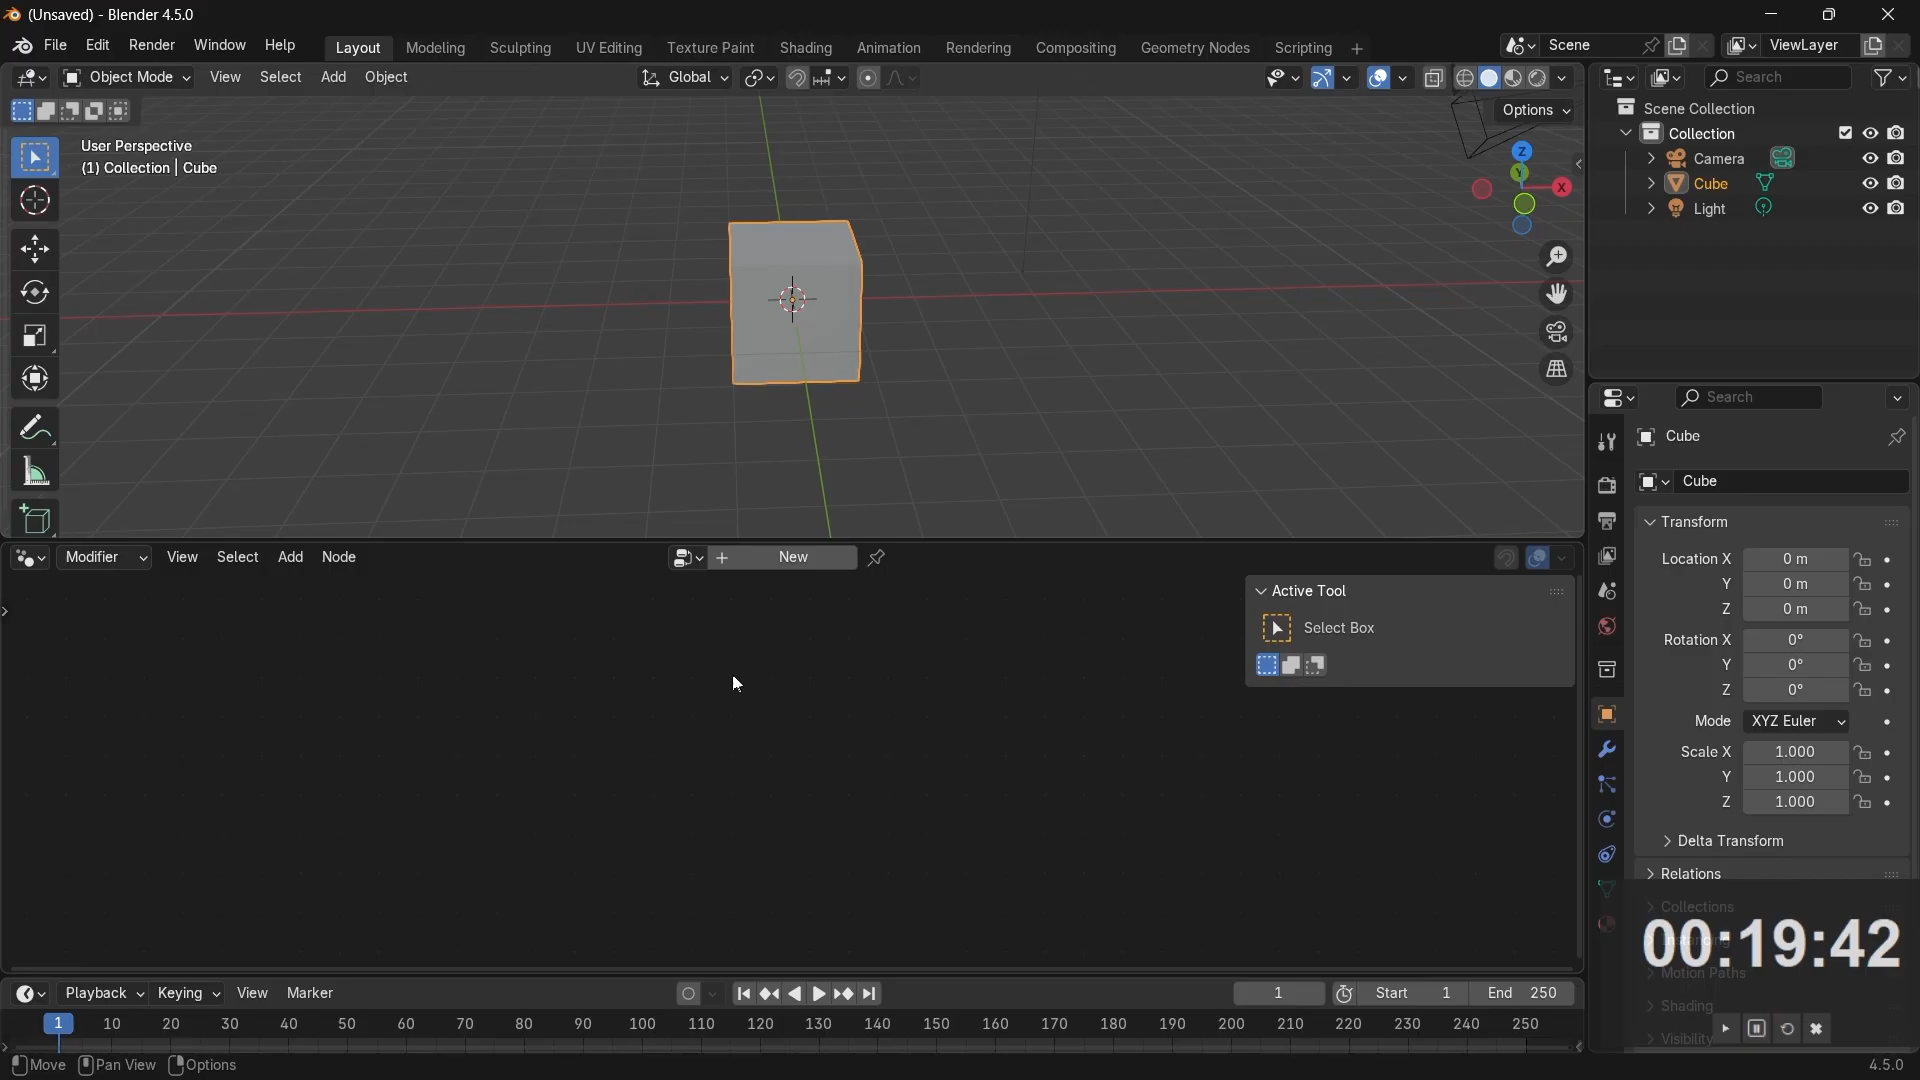 (Unsaved) - Blender 4.5.0
File Edit Render Window Help Layout Modeling Sculpting UV Editing Texture Paint Shading Animation Rendering Compositing Geometry Nodes Scripting + Scene ViewLayer
Object Mode View Select Add Object Global Search
Options
User Perspective
(1) Collection | Cube
Z
Y
X
Scene Collection
Collection
Camera
Cube
Light
Search
Cube
Cube
Transform
Location X 0 m
Y 0 m
Z 0 m
Rotation X 0°
Y 0°
Z 0°
Mode XYZ Euler
Scale X 1.000
Y 1.000
Z 1.000
Delta Transform
Relations
Collections
Instancing
Motion Paths
Shading
Visibility
00:19:42
Modifier View Select Add Node + New
Active Tool
Select Box
Playback Keying View Marker 1 Start 1 End 250
1 10 20 30 40 50 60 70 80 90 100 110 120 130 140 150 160 170 180 190 200 210 220 230 240 250
Move Pan View Options 4.5.0